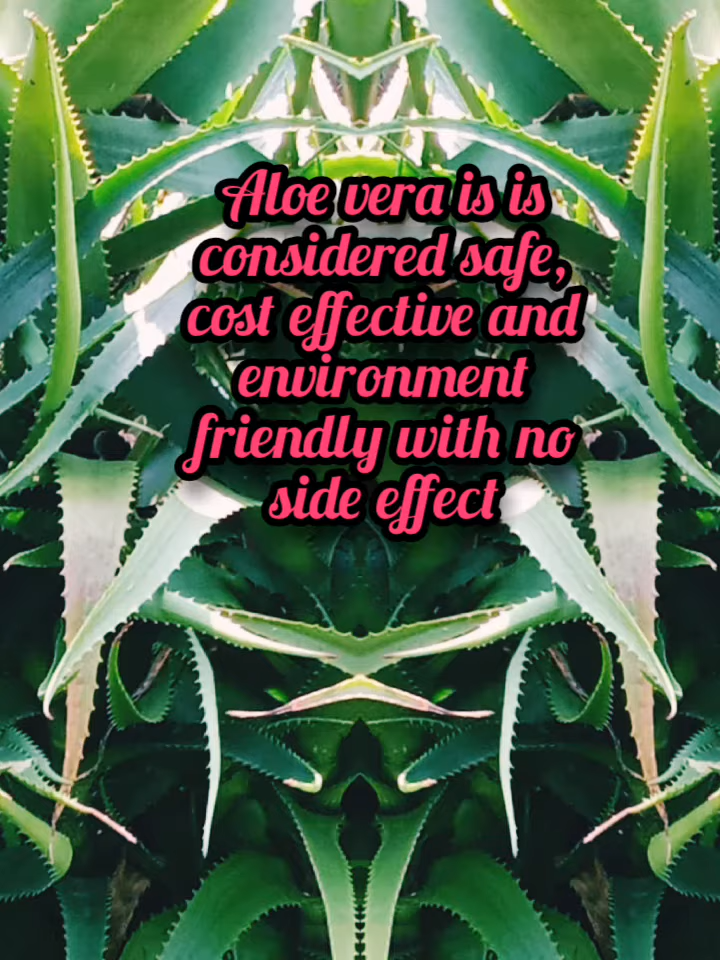 Aloe vera is is
considered safe,
cost effective and
environment
friendly with no
side effect